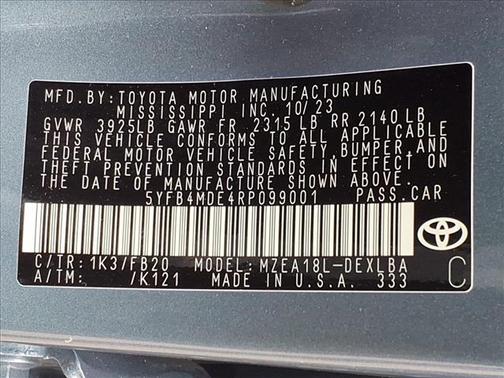 MFD.BY: TOYOTA MOTOR MANUFACTURING
MISSISSIPPI INC. 10/23
GVWR 3925LB GAWR FR 2315 LB RR 2140 LB
THIS VEHICLE CONFORMS TO ALL APPLICABLE
FEDERAL MOTOR VEHICLE SAFETY, BUMPER, AND
THEFT PREVENTION STANDARDS IN EFFECT ON
THE DATE OF MANUFACTURE SHOWN ABOVE.
5YFB4MDE4RP099001 PASS.CAR
C/TR: 1K3/FB20 MODEL: MZEA18L-DEXLBA
A/TM: /K121 MADE IN U.S.A. 333
C